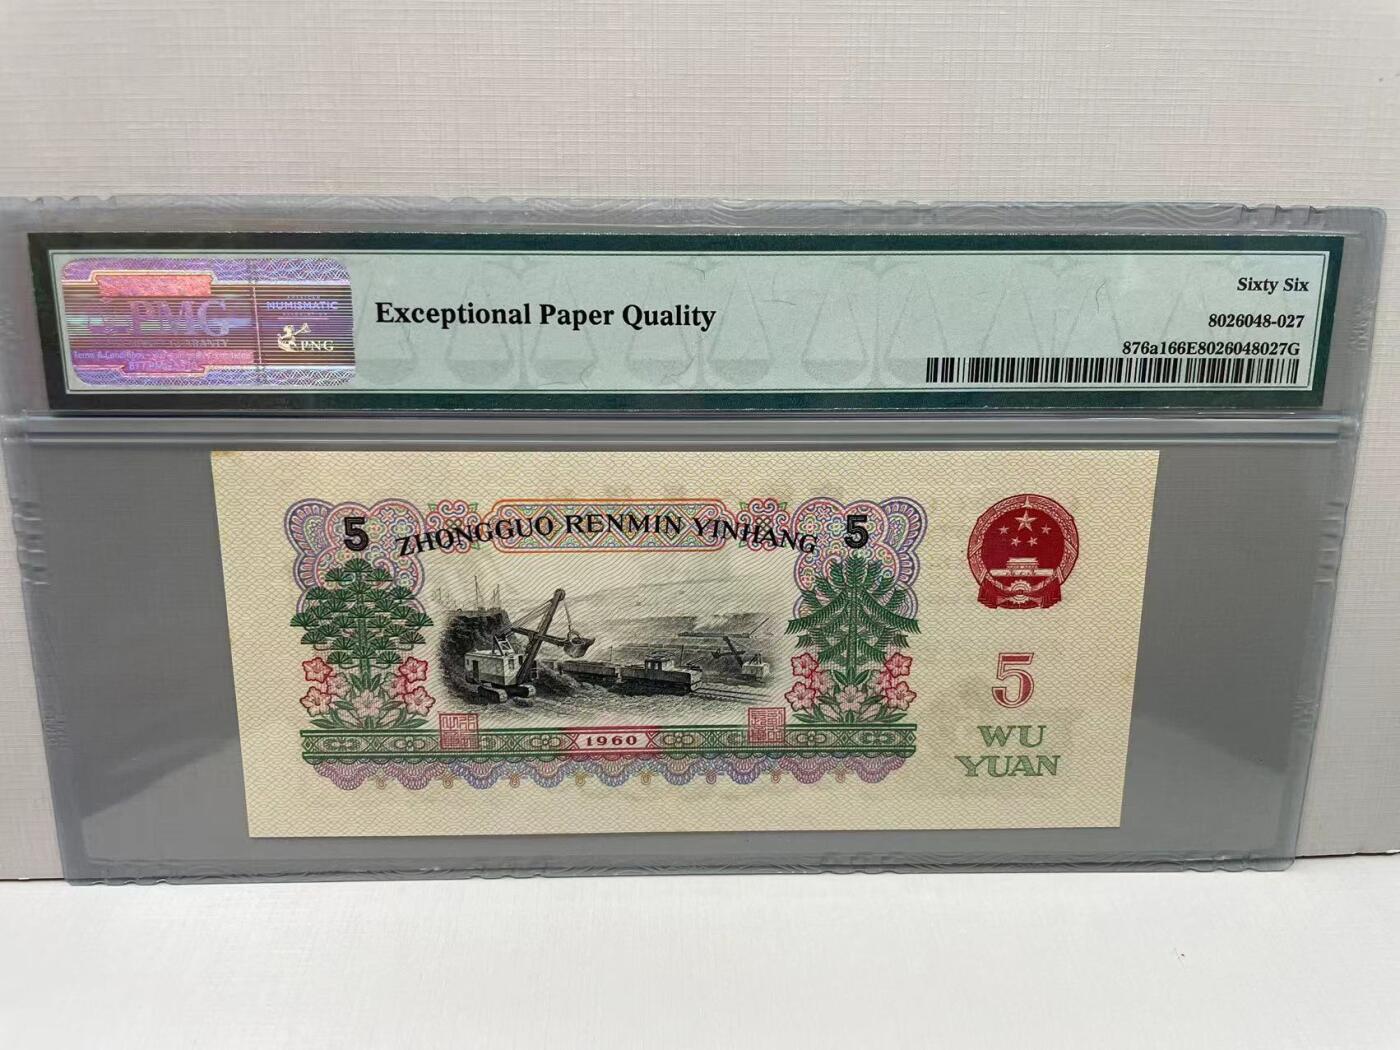 PMG
NUMISMATIC
PNG
Exceptional Paper Quality
Sixty Six
8026048-027
876a166E8026048027G
5
ZHONGGUO RENMIN YINHANG
5
5
WU
YUAN
1960